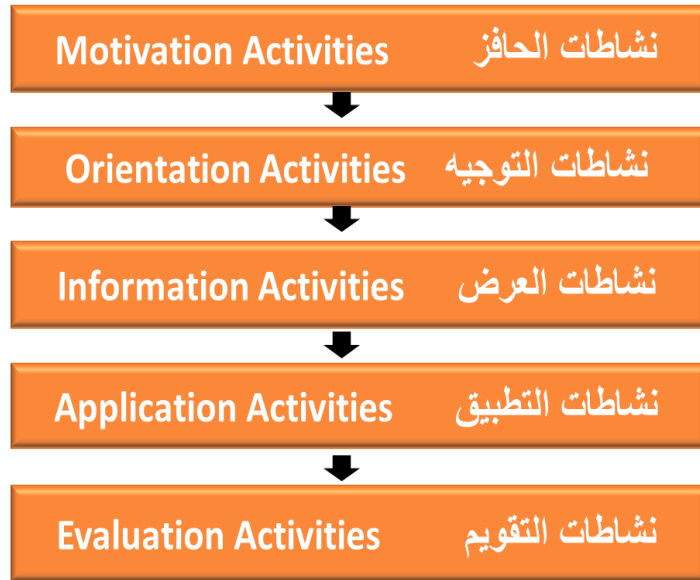 Motivation Activities نشاطات الحافز
Orientation Activities نشاطات التوجيه
Information Activities نشاطات العرض
Application Activities نشاطات التطبيق
Evaluation Activities نشاطات التقويم